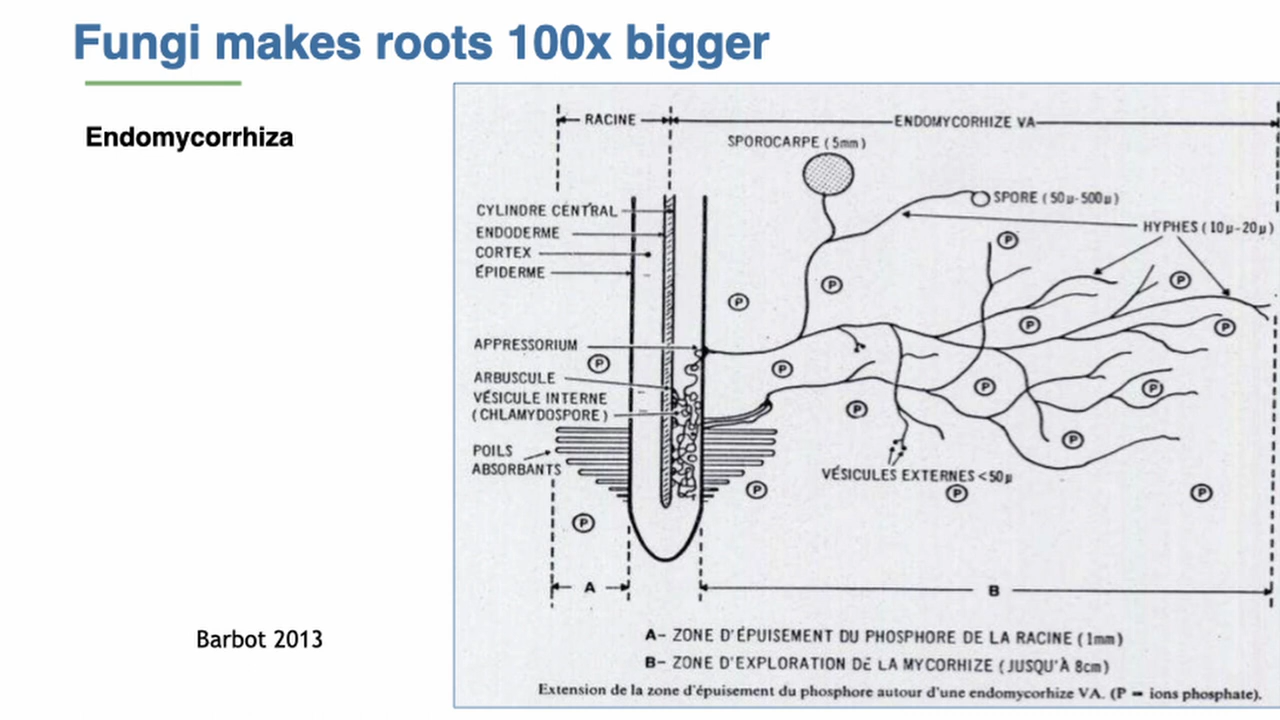 Fungi makes roots 100x bigger
Endomycorrhiza
RACINE
ENDOMYCORHIZE VA
SPOROCARPE (5mm)
SPORE (50µ-500µ)
HYPHES (10µ-20µ)
CYLINDRE CENTRAL
ENDODERME
CORTEX
ÉPIDERME
P
P
P
P
P
P
P
APPRESSORIUM
P
P
ARBUSCULE
P
P
VÉSICULE INTERNE
(CHLAMYDOSPORE)
P
P
POILS
ABSORBANTS
VÉSICULES EXTERNES <50µ
P
P
P
P
A
B
Barbot 2013
A- ZONE D'ÉPUISEMENT DU PHOSPHORE DE LA RACINE (1mm)
B- ZONE D'EXPLORATION DE LA MYCORHIZE (JUSQU'À 8cm)
Extension de la zone d'épuisement du phosphore autour d'une endomycorhize VA. (P = ions phosphate).